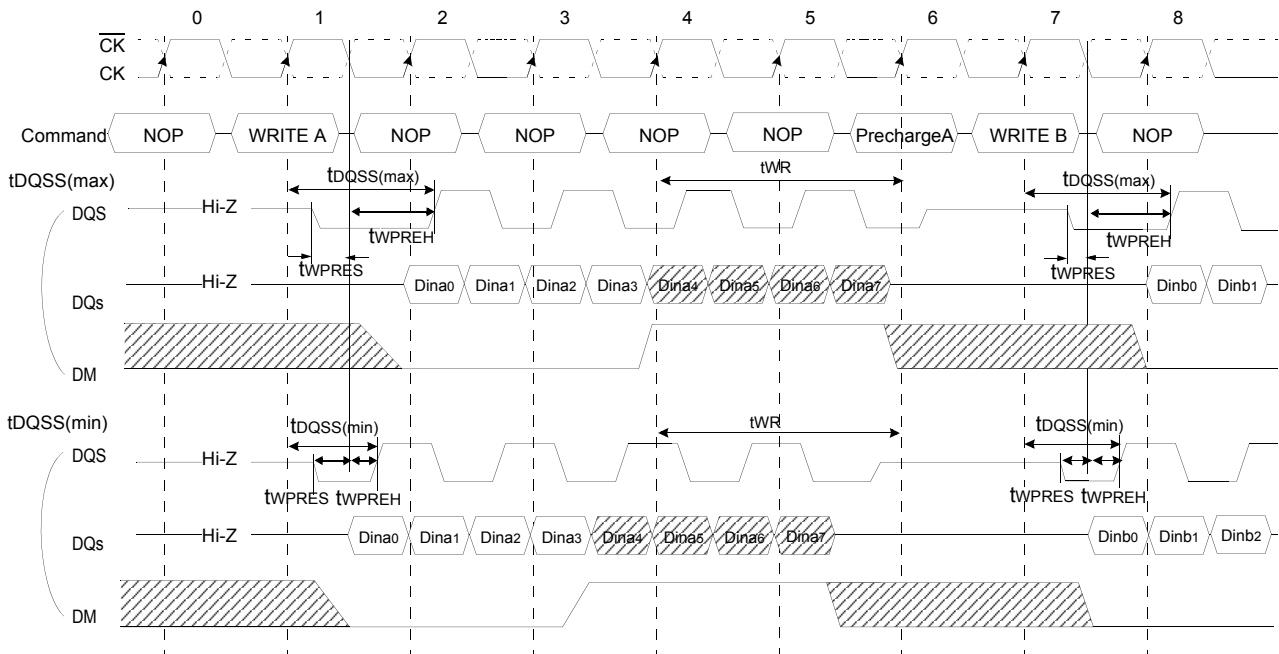 0 1 2 3 4 5 6 7 8
CK
CK
Command NOP WRITE A NOP NOP NOP NOP PrechargeA WRITE B NOP
tDQSS(max) tDQSS(max) tWR tDQSS(max)
DQS Hi-Z
tWPREH tWPREH
tWPRES tWPRES
DQs Hi-Z Dina0 Dina1 Dina2 Dina3 Dina4 Dina5 Dina6 Dina7 Dinb0 Dinb1
DM
tDQSS(min) tDQSS(min) tWR tDQSS(min)
DQS Hi-Z
tWPRES tWPREH tWPRES tWPREH
DQs Hi-Z Dina0 Dina1 Dina2 Dina3 Dina4 Dina5 Dina6 Dina7 Dinb0 Dinb1 Dinb2
DM